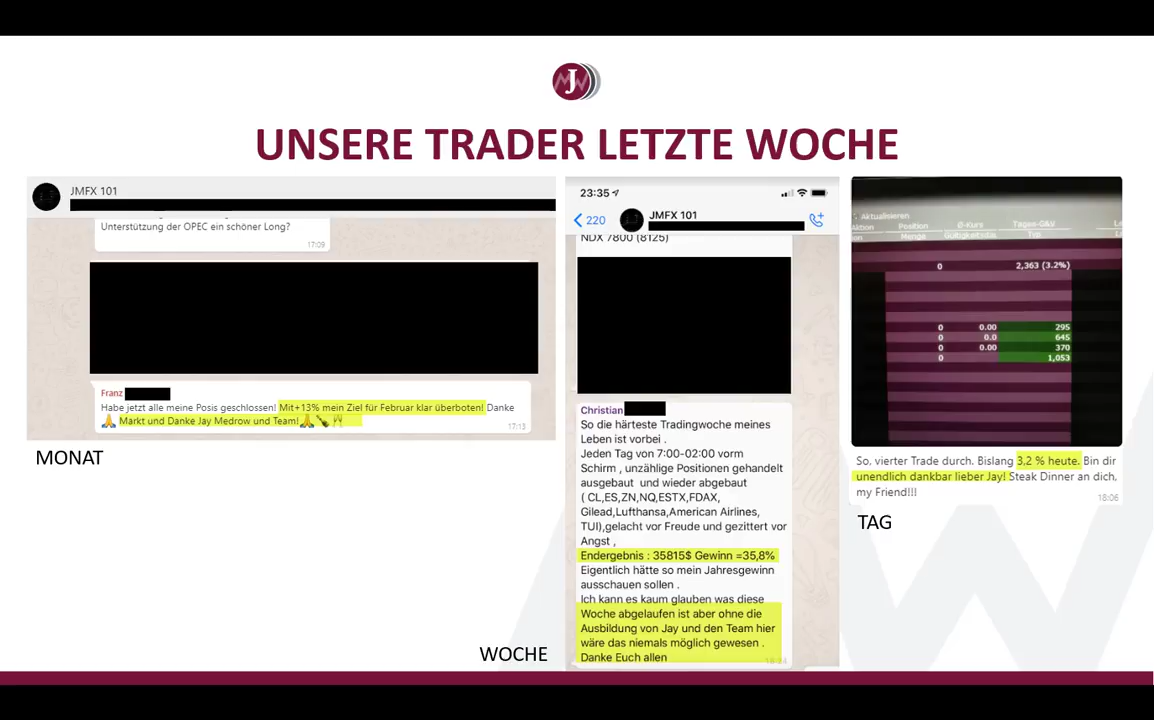 J
UNSERE TRADER LETZTE WOCHE
JMFX 101
Unterstützung der OPEC ein schöner Long?
17:09
Franz
Habe jetzt alle meine Posis geschlossen! Mit+13% mein Ziel für Februar klar überboten! Danke
🙏 Markt und Danke Jay Medrow und Team!🙏🍾🥂
17:13
MONAT
23:35
220
JMFX 101
NDX 7800 (8125)
Christian
So die härteste Tradingwoche meines
Leben ist vorbei .
Jeden Tag von 7:00-02:00 vorm
Schirm , unzählige Positionen gehandelt
ausgebaut und wieder abgebaut
( CL,ES,ZN,NQ,ESTX,FDAX,
Gilead,Lufthansa,American Airlines,
TUI),gelacht vor Freude und gezittert vor
Angst ,
Endergebnis : 35815$ Gewinn =35,8%
Eigentlich hätte so mein Jahresgewinn
ausschauen sollen .
Ich kann es kaum glauben was diese
Woche abgelaufen ist aber ohne die
Ausbildung von Jay und den Team hier
wäre das niemals möglich gewesen .
Danke Euch allen
WOCHE
Aktualisieren
Position Ø-Kurs Tages-G&V
Menge Gültigkeitsda Typ
0 2,363 (3.2%)
0 0.00 295
0 0.0 645
0 0.00 370
0 1,053
So, vierter Trade durch. Bislang 3,2 % heute. Bin dir
unendlich dankbar lieber Jay! Steak Dinner an dich,
my Friend!!!
18:06
TAG